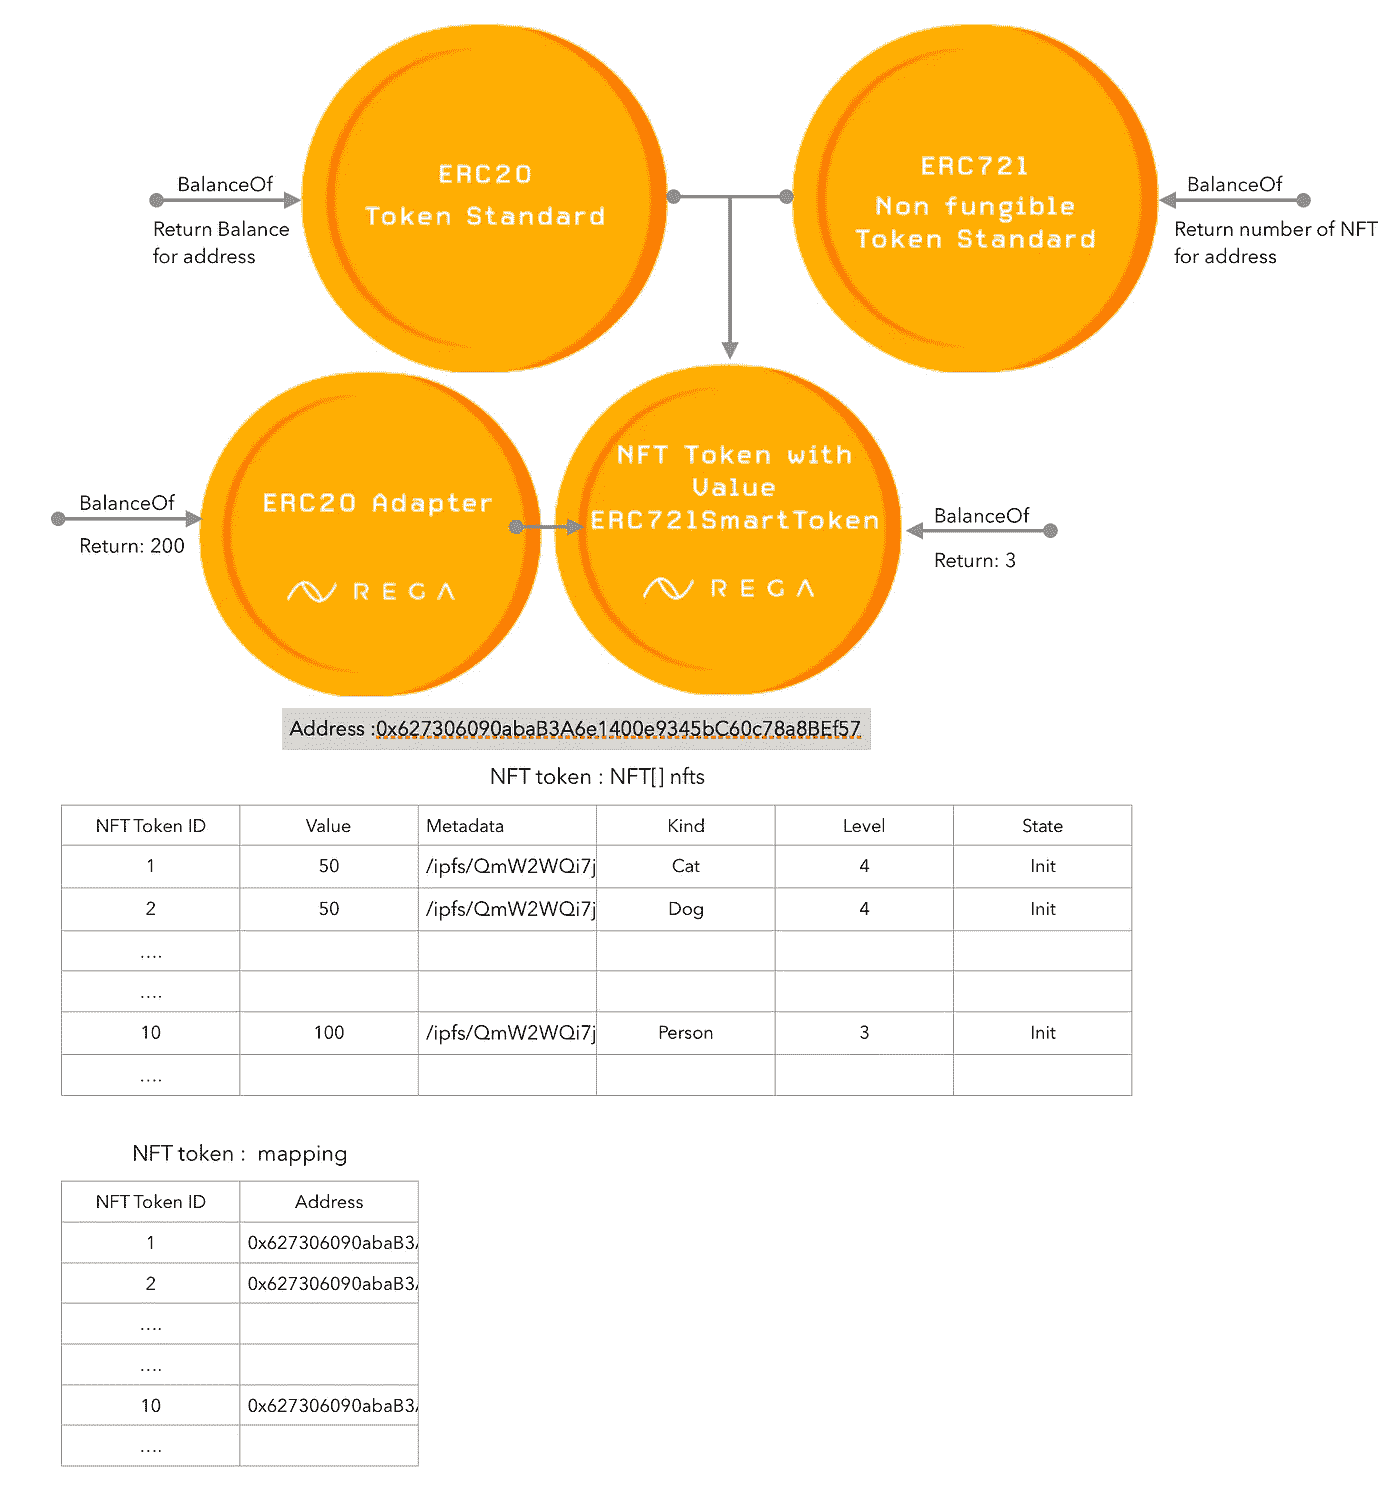 ERC20
Token Standard
ERC721
Non fungible
Token Standard
BalanceOf
Return Balance
for address
BalanceOf
Return number of NFT
for address
ERC20 Adapter
REGA
NFT Token with
Value
ERC721SmartToken
REGA
BalanceOf
Return: 200
BalanceOf
Return: 3
Address :0x627306090abaB3A6e1400e9345bC60c78a8BEf57
NFT token : NFT[] nfts
NFT Token ID Value Metadata Kind Level State
1 50 /ipfs/QmW2WQi7j Cat 4 Init
2 50 /ipfs/QmW2WQi7j Dog 4 Init
....
....
10 100 /ipfs/QmW2WQi7j Person 3 Init
....
NFT token : mapping
NFT Token ID Address
1 0x627306090abaB3A
2 0x627306090abaB3A
....
....
10 0x627306090abaB3A
....